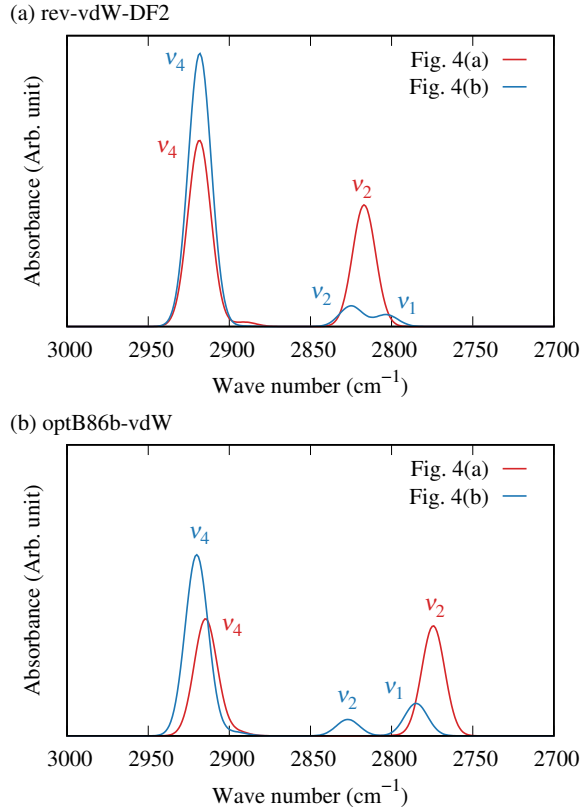 (a) rev-vdW-DF2
Absorbance (Arb. unit)
Fig. 4(a)
Fig. 4(b)
ν4
ν4
ν2
ν2
ν1
3000 2950 2900 2850 2800 2750 2700
Wave number (cm⁻¹)
(b) optB86b-vdW
Absorbance (Arb. unit)
Fig. 4(a)
Fig. 4(b)
ν4
ν4
ν2
ν2
ν1
3000 2950 2900 2850 2800 2750 2700
Wave number (cm⁻¹)